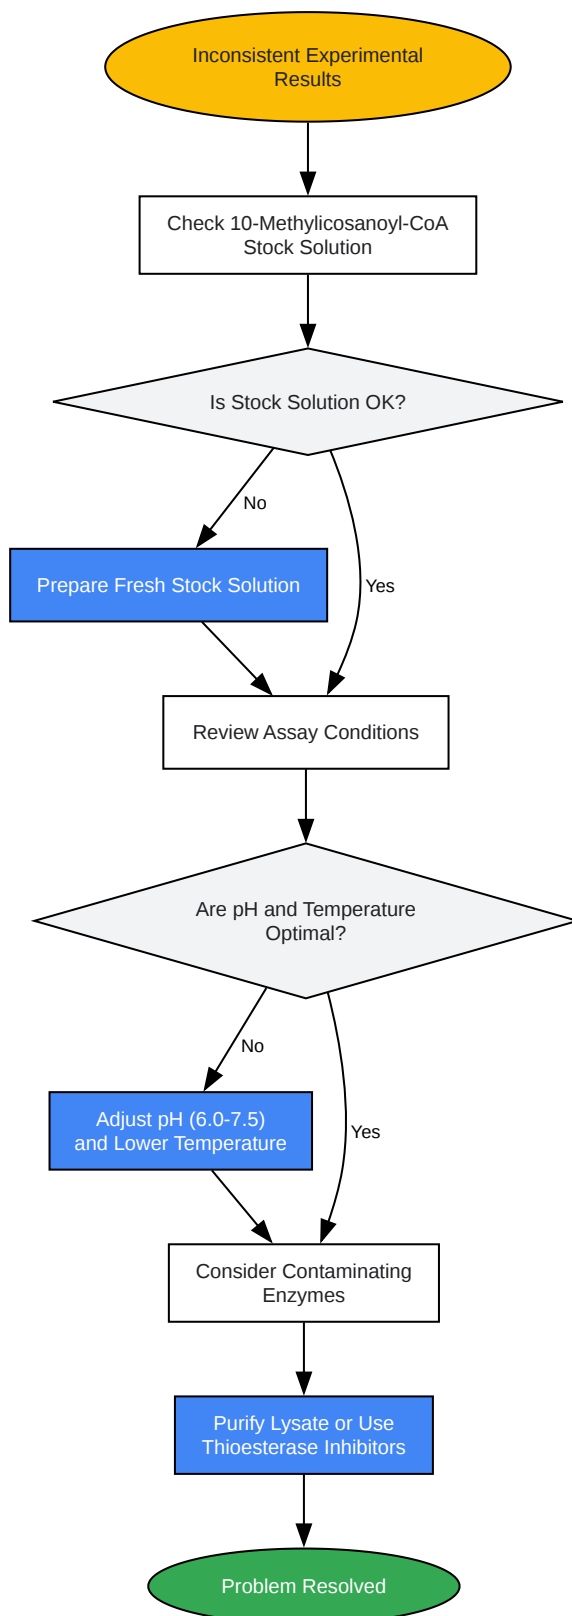 Inconsistent Experimental
Results
Check 10-Methylicosanoyl-CoA
Stock Solution
Is Stock Solution OK?
No
Yes
Prepare Fresh Stock Solution
Review Assay Conditions
Are pH and Temperature
Optimal?
No
Yes
Adjust pH (6.0-7.5)
and Lower Temperature
Consider Contaminating
Enzymes
Purify Lysate or Use
Thioesterase Inhibitors
Problem Resolved